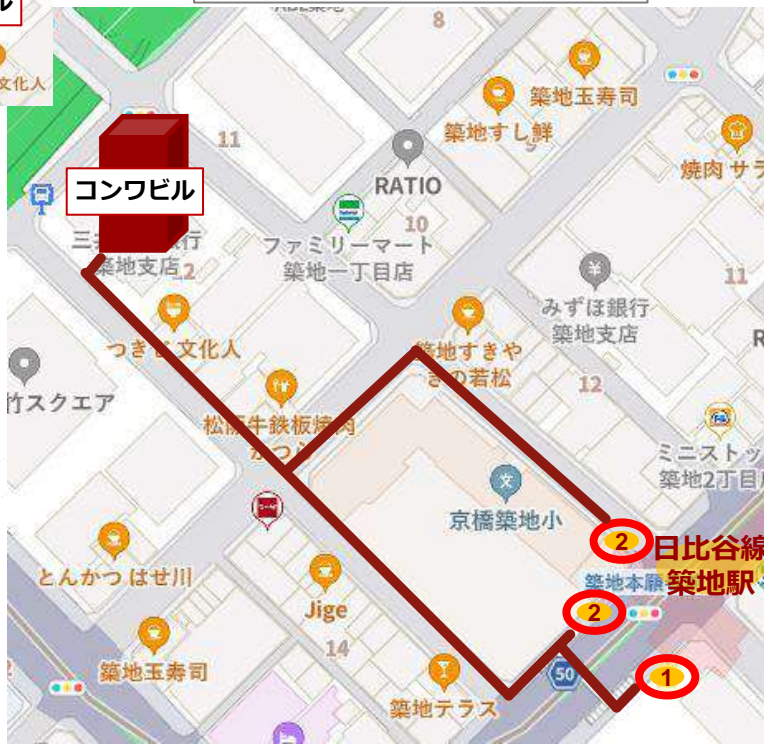 ル
文化人
8
11
築地玉寿司
築地すし鮮
9
RATIO
焼肉 サラ
コンワビル
10
ファミリーマート
築地一丁目店
三井
行
築地支店
2
11
みずほ銀行
築地支店
つき
文化人
築地すきや
きの若松
12
竹スクエア
松阪牛鉄板焼肉
ミニストッ
築地2丁目
京橋築地小
2
日比谷線
築地駅
とんかつ はせ川
築地本願
Jige
2
14
50
1
築地玉寿司
築地テラス